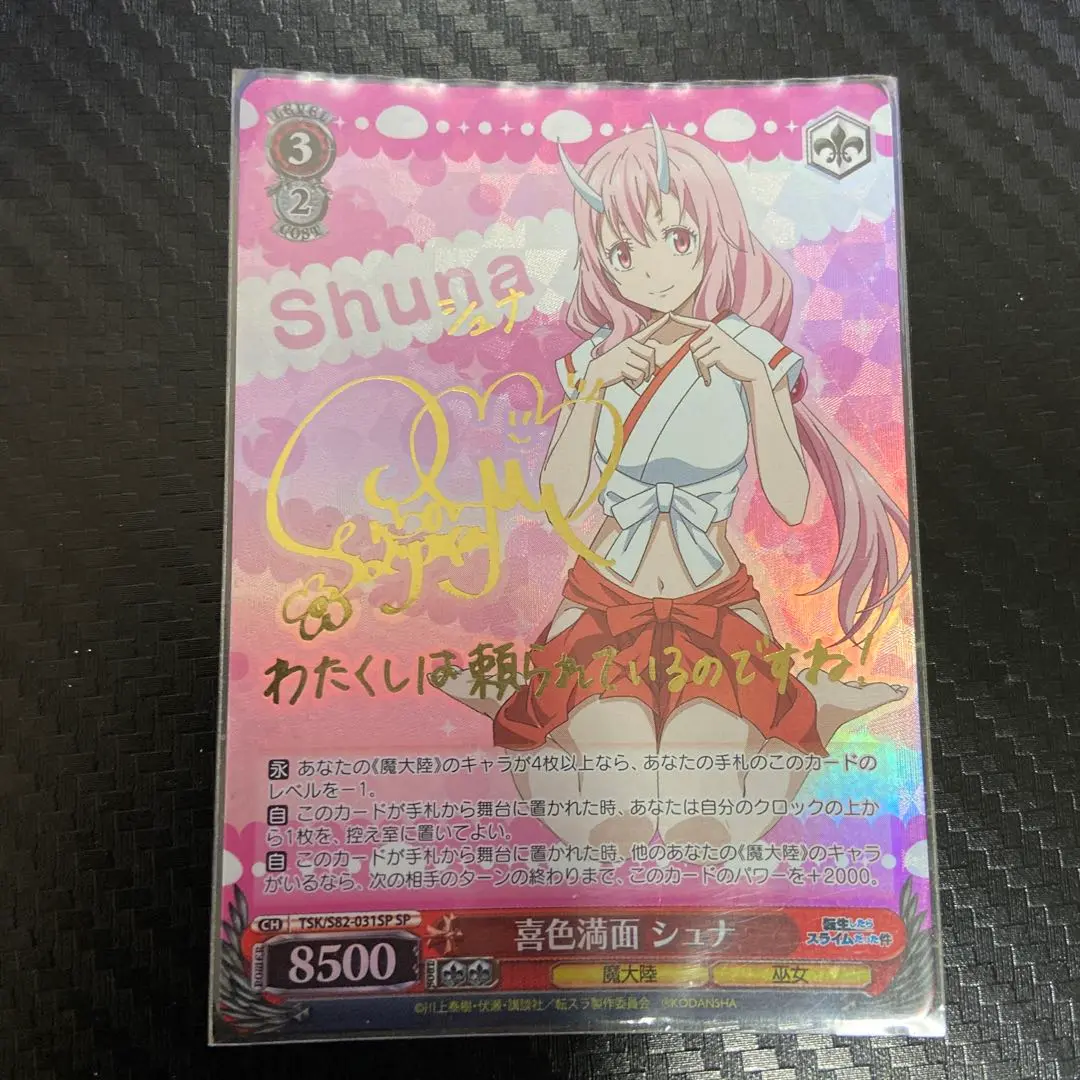 LEVEL
3
2
COST
Shuna
シュナ
わたくしは頼られているのですね!
永 あなたの《魔大陸》のキャラが4枚以上なら、あなたの手札のこのカードの
レベルを－1。
自 このカードが手札から舞台に置かれた時、あなたは自分のクロックの上か
ら1枚を、控え室に置いてよい。
自 このカードが手札から舞台に置かれた時、他のあなたの《魔大陸》のキャラ
がいるなら、次の相手のターンの終わりまで、このカードのパワーを＋2000。
CH TSK/S82-031SP SP
喜色満面 シュナ
転生したら
スライムだった件
POWER
8500
SOUL
魔大陸
巫女
©川上泰樹・伏瀬・講談社／転スラ製作委員会 ®KODANSHA